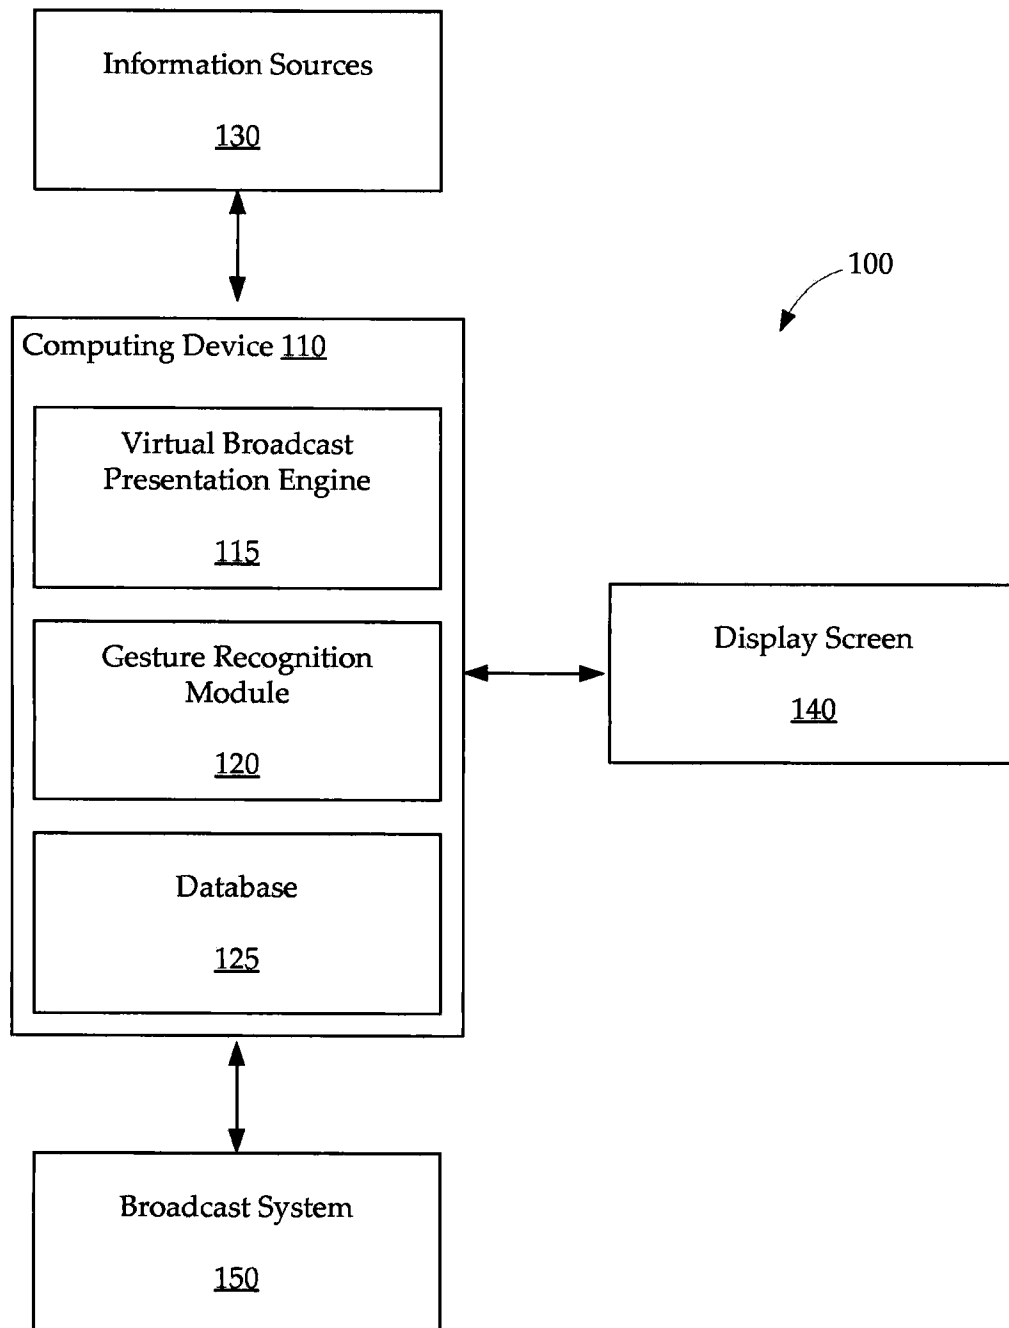 Information Sources
130
100
Computing Device 110
Virtual Broadcast
Presentation Engine
115
Gesture Recognition
Module
120
Display Screen
140
Database
125
Broadcast System
150